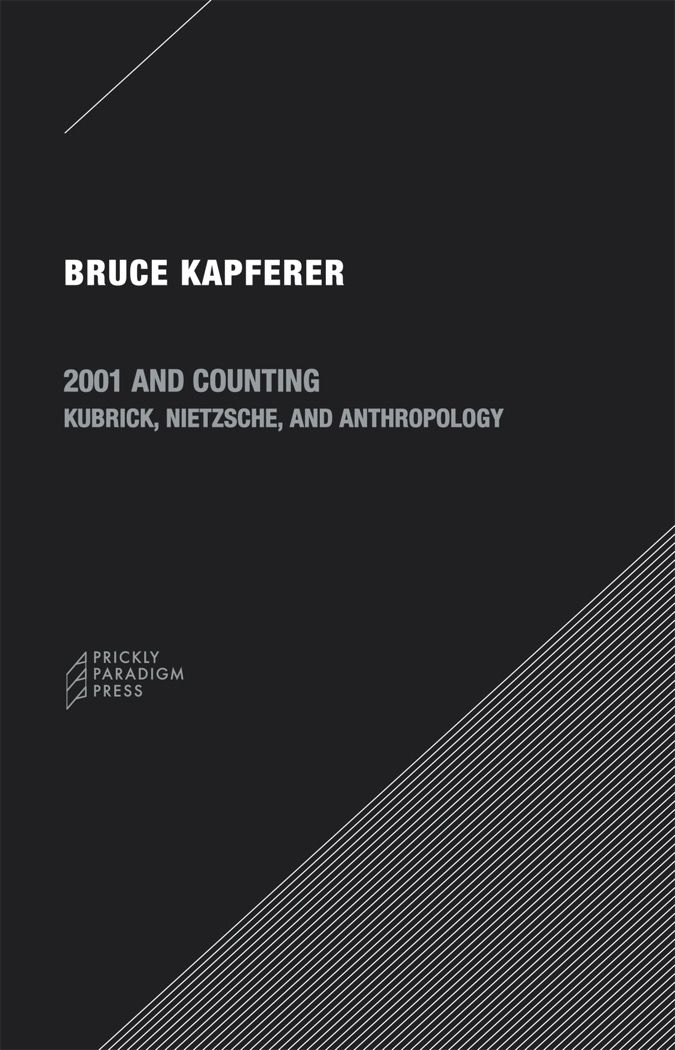 BRUCE KAPFERER
2001 AND COUNTING
KUBRICK, NIETZSCHE, AND ANTHROPOLOGY
PRICKLY
PARADIGM
PRESS